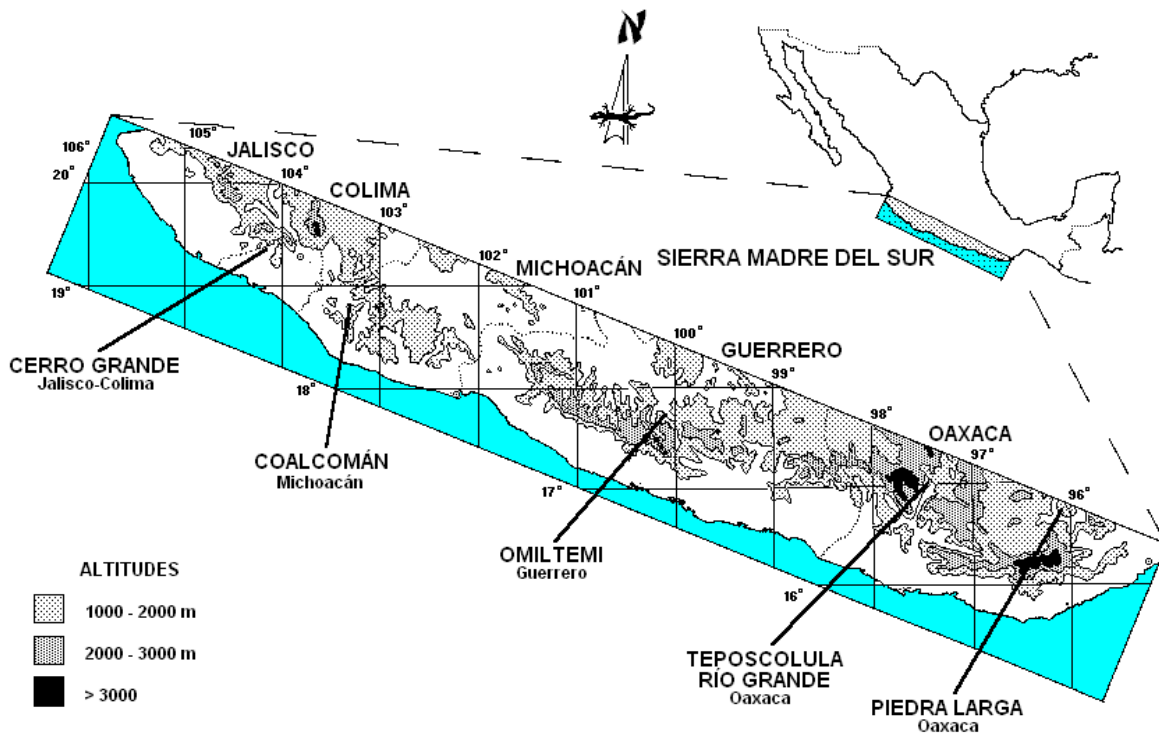 N
105°
106°
JALISCO
20°
104°
COLIMA
103°
SIERRA MADRE DEL SUR
102°
MICHOACÁN
19°
101°
100°
GUERRERO
CERRO GRANDE
Jalisco-Colima
99°
18°
98°
OAXACA
COALCOMÁN
Michoacán
97°
17°
96°
OMILTEMI
Guerrero
ALTITUDES
1000 - 2000 m
2000 - 3000 m
> 3000
16°
TEPOSCOLULA
RÍO GRANDE
Oaxaca
PIEDRA LARGA
Oaxaca